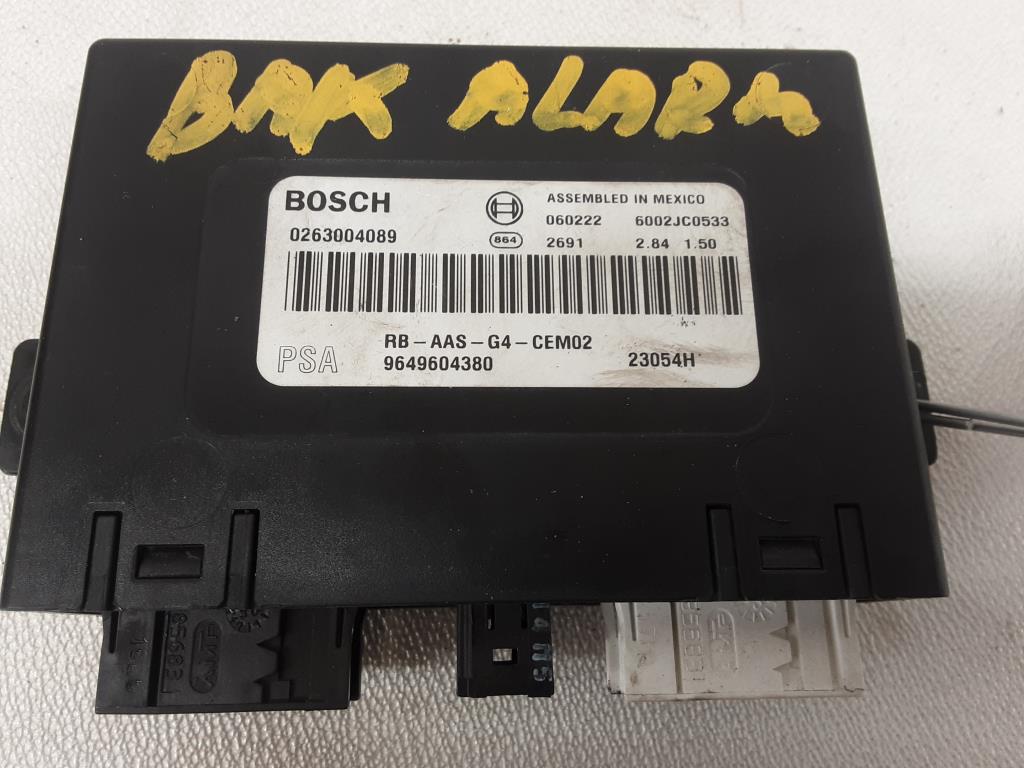 BAK ALARM
BOSCH
0263004089
ASSEMBLED IN MEXICO
060222 6002JC0533
864 2691 2.84 1.50
RB-AAS-G4-CEM02
PSA 9649604380 23054H